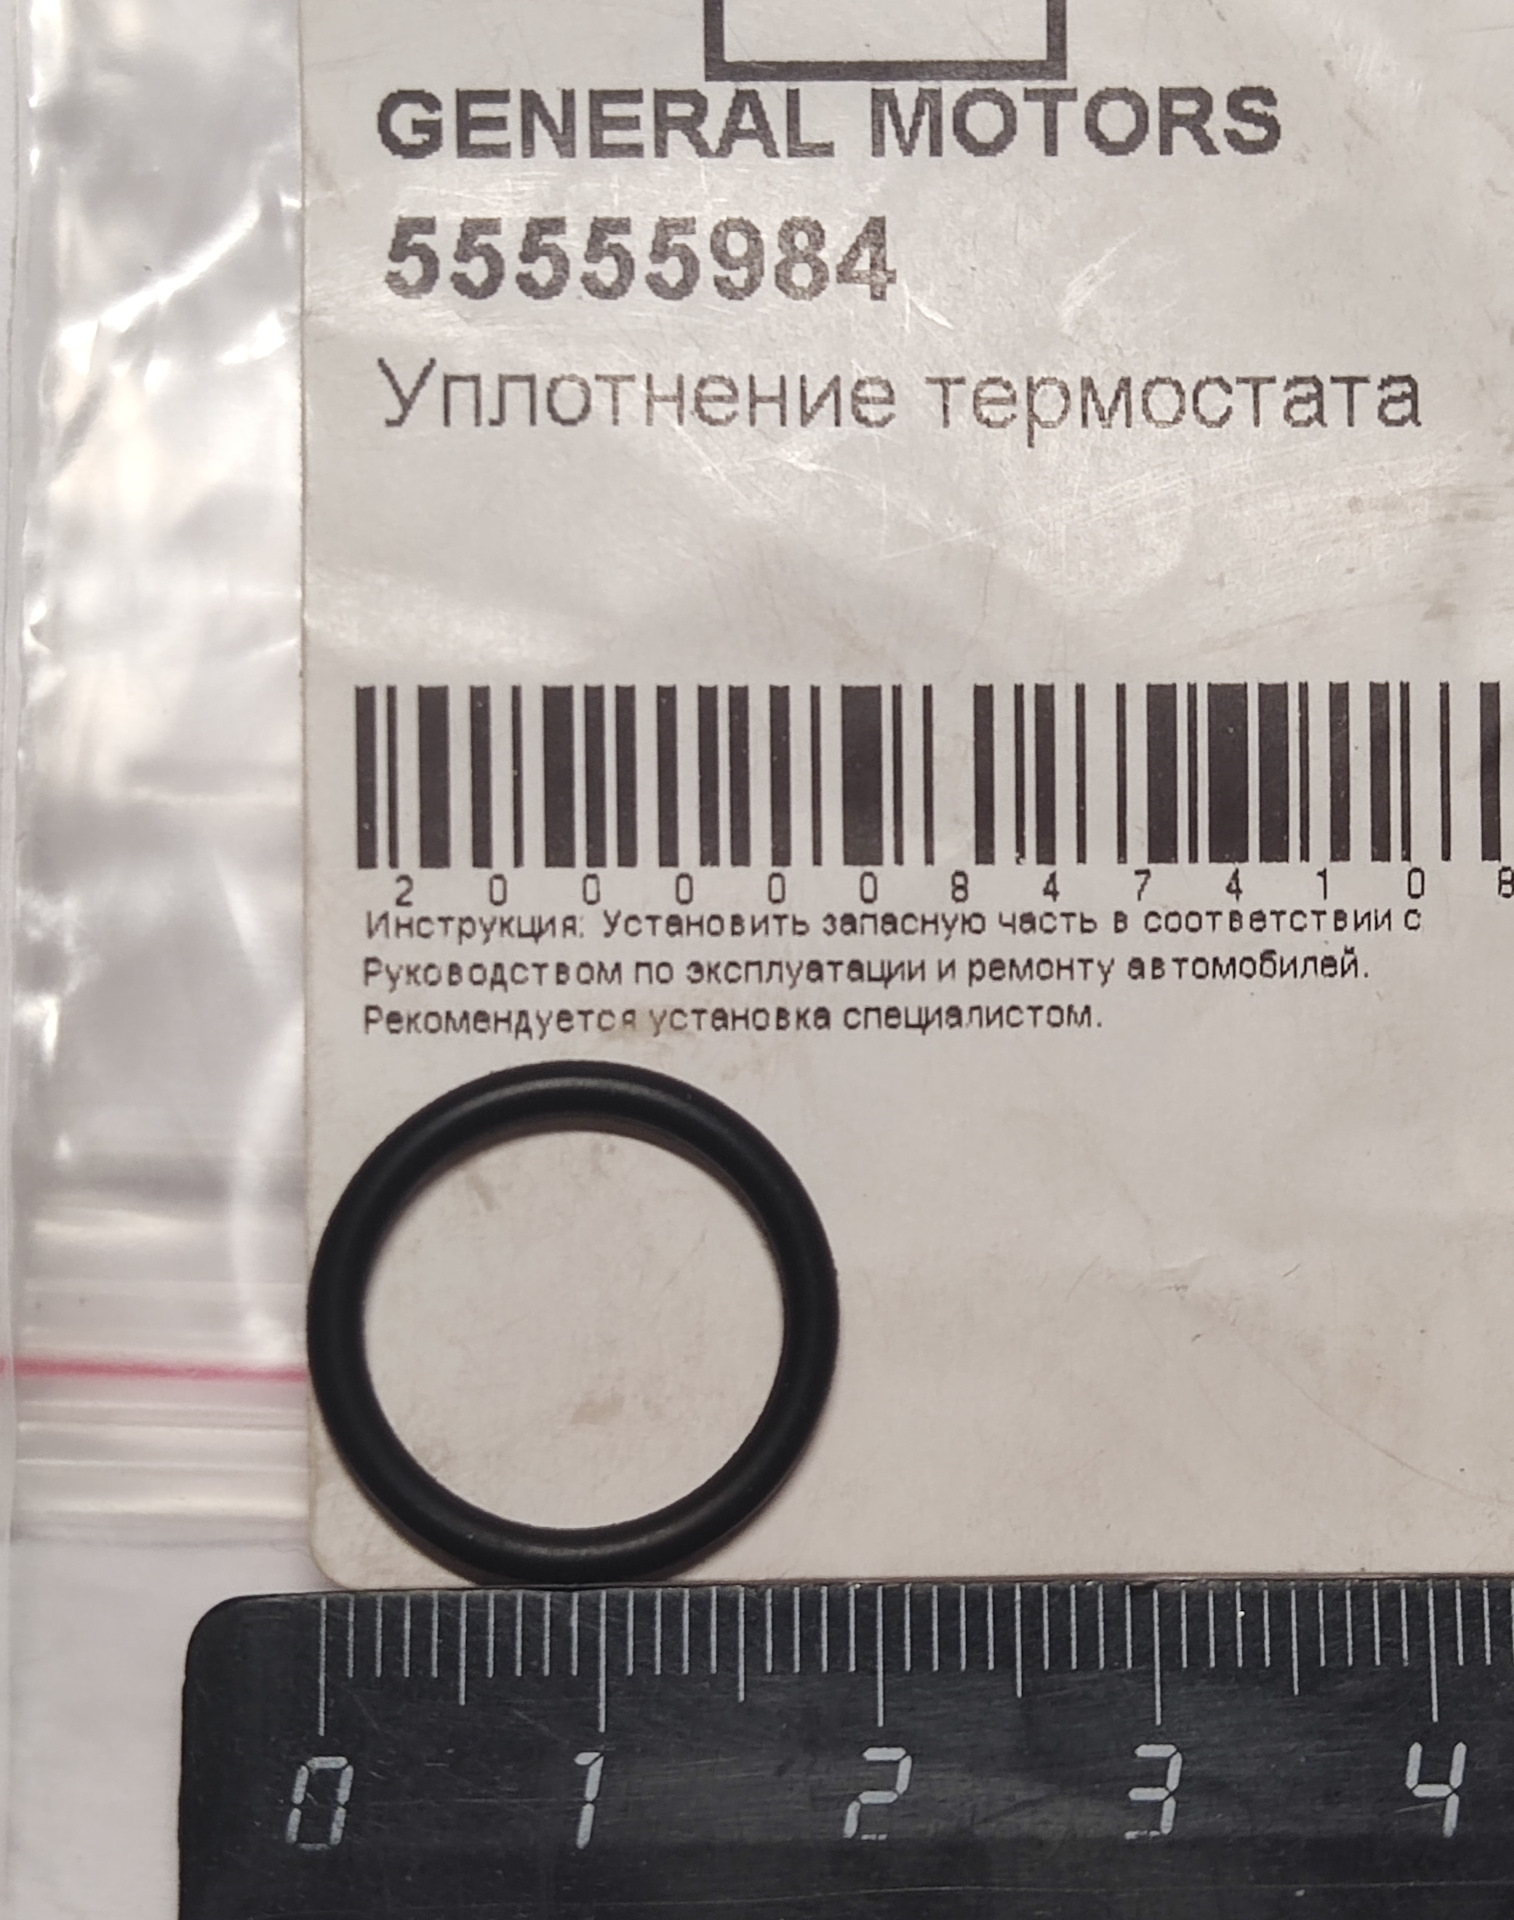 GENERAL MOTORS
55555984
Уплотнение термостата
2 0 0 0 0 0 8 4 7 4 1 0 8
Инструкция: Установить запасную часть в соответствии с
Руководством по эксплуатации и ремонту автомобилей.
Рекомендуется установка специалистом.
0 1 2 3 4